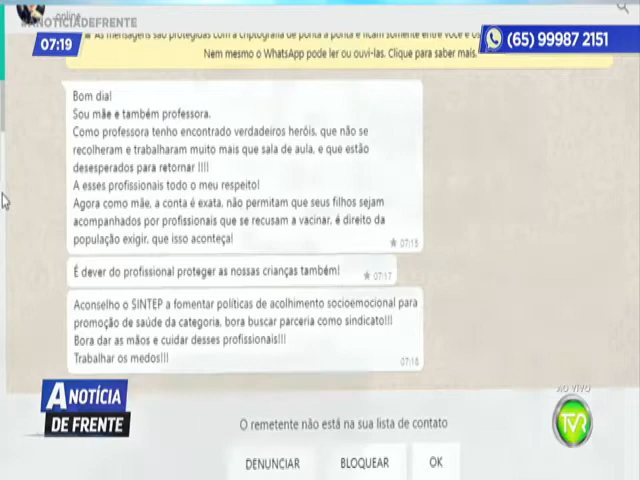 #ANOTICIADEFRENTE
online
07:19
(65) 99987 2151
As mensagens são protegidas com a criptografia de ponta a ponta e ficam somente entre você e os
Nem mesmo o WhatsApp pode ler ou ouvi-las. Clique para saber mais.
Bom dia!
Sou mãe e também professora.
Como professora tenho encontrado verdadeiros heróis, que não se
recolheram e trabalharam muito mais que sala de aula, e que estão
desesperados para retornar !!!!
A esses profissionais todo o meu respeito!
Agora como mãe, a conta é exata, não permitam que seus filhos sejam
acompanhados por profissionais que se recusam a vacinar, é direito da
população exigir, que isso aconteça!
07:15
É dever do profissional proteger as nossas crianças também!
07:17
Aconselho o SINTEP a fomentar políticas de acolhimento socioemocional para
promoção de saúde da categoria, bora buscar parceria como sindicato!!!
Bora dar as mãos e cuidar desses profissionais!!!
Trabalhar os medos!!!
07:18
A NOTÍCIA
DE FRENTE
AO VIVO
TVR
O remetente não está na sua lista de contato
DENUNCIAR
BLOQUEAR
OK